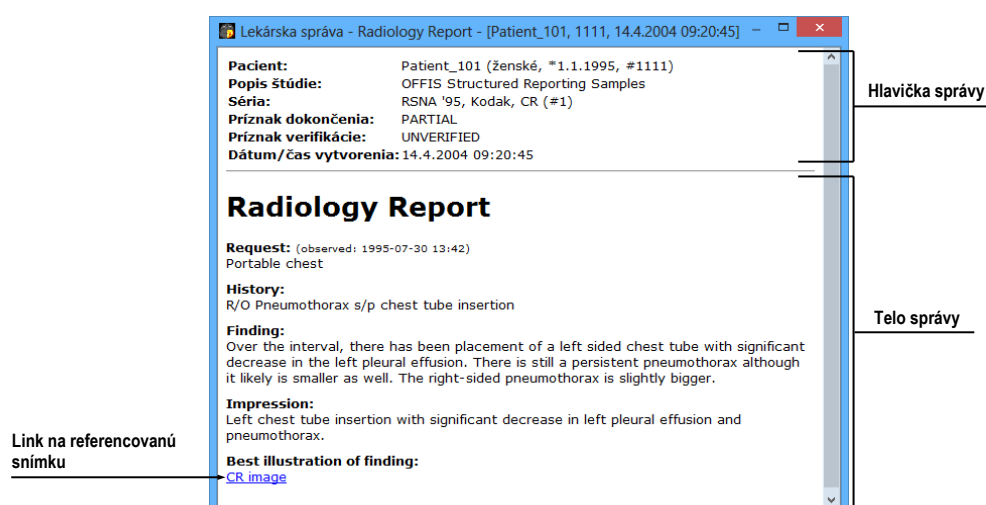 Lekárska správa - Radiology Report - [Patient_101, 1111, 14.4.2004 09:20:45]
Pacient: Patient_101 (ženské, *1.1.1995, #1111)
Popis štúdie: OFFIS Structured Reporting Samples
Séria: RSNA '95, Kodak, CR (#1)
Príznak dokončenia: PARTIAL
Príznak verifikácie: UNVERIFIED
Dátum/čas vytvorenia: 14.4.2004 09:20:45
Hlavička správy
Radiology Report
Request: (observed: 1995-07-30 13:42)
Portable chest
History:
R/O Pneumothorax s/p chest tube insertion
Finding:
Over the interval, there has been placement of a left sided chest tube with significant
decrease in the left pleural effusion. There is still a persistent pneumothorax although
it likely is smaller as well. The right-sided pneumothorax is slightly bigger.
Telo správy
Impression:
Left chest tube insertion with significant decrease in left pleural effusion and
pneumothorax.
Best illustration of finding:
CR image
Link na referencovanú
snímku